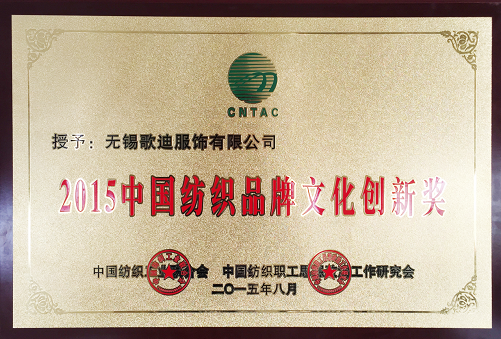 CNTAC
授予：无锡歌迪服饰有限公司
2015中国纺织品牌文化创新奖
中国纺织 会 中国纺织职工思 工作研究会
二〇一五年八月